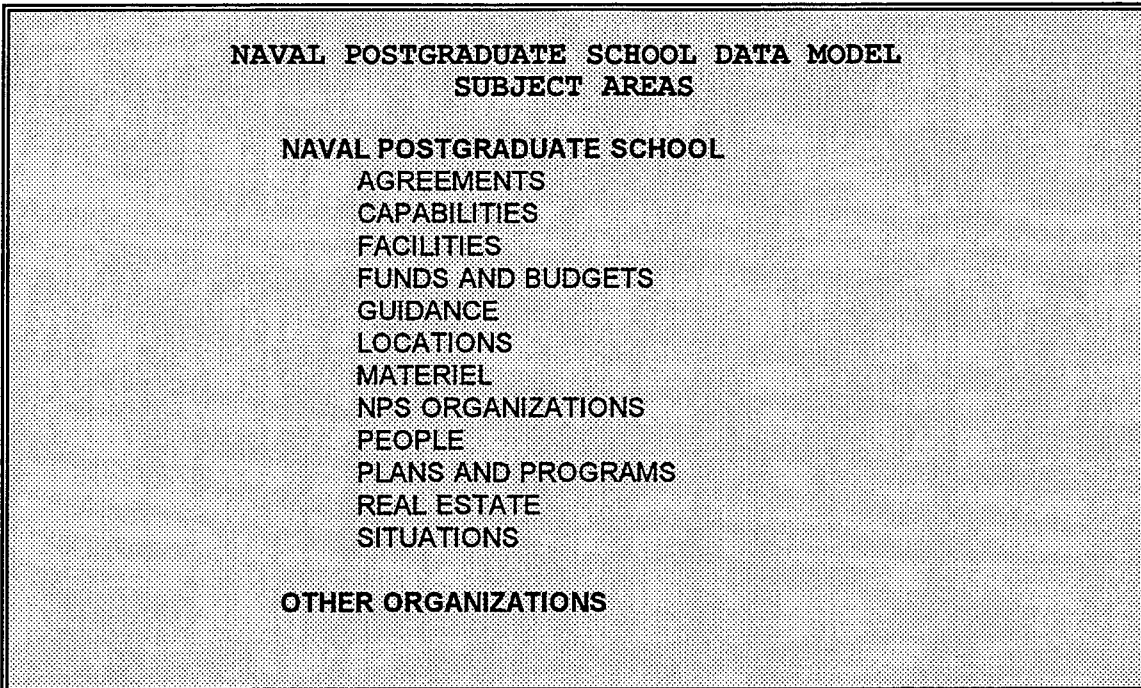 NAVAL POSTGRADUATE SCHOOL DATA MODEL
SUBJECT AREAS
NAVAL POSTGRADUATE SCHOOL
AGREEMENTS
CAPABILITIES
FACILITIES
FUNDS AND BUDGETS
GUIDANCE
LOCATIONS
MATERIEL
NPS ORGANIZATIONS
PEOPLE
PLANS AND PROGRAMS
REAL ESTATE
SITUATIONS
OTHER ORGANIZATIONS